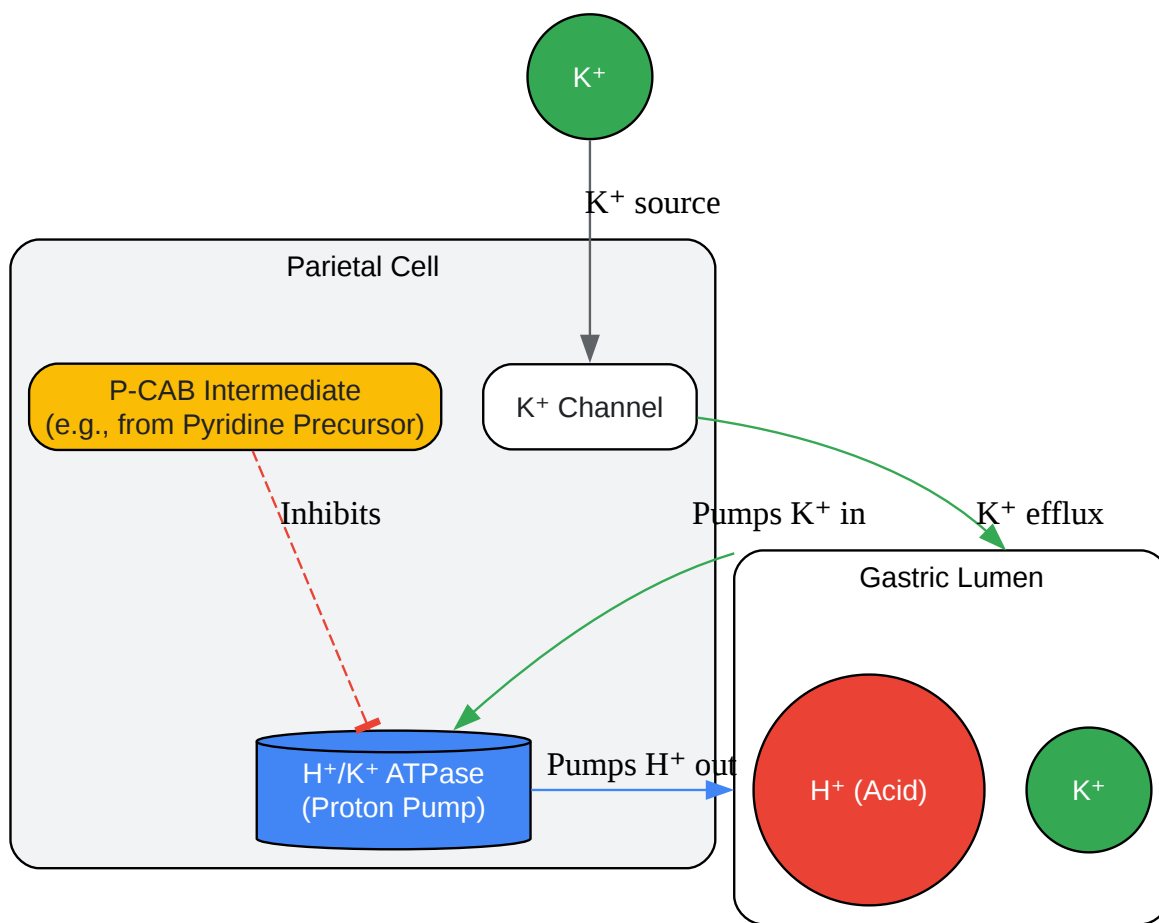 K⁺
K⁺ source
Parietal Cell
P-CAB Intermediate
(e.g., from Pyridine Precursor)
K⁺ Channel
Inhibits
Pumps K⁺ in
K⁺ efflux
Gastric Lumen
H⁺/K⁺ ATPase
(Proton Pump)
Pumps H⁺ out
H⁺ (Acid)
K⁺